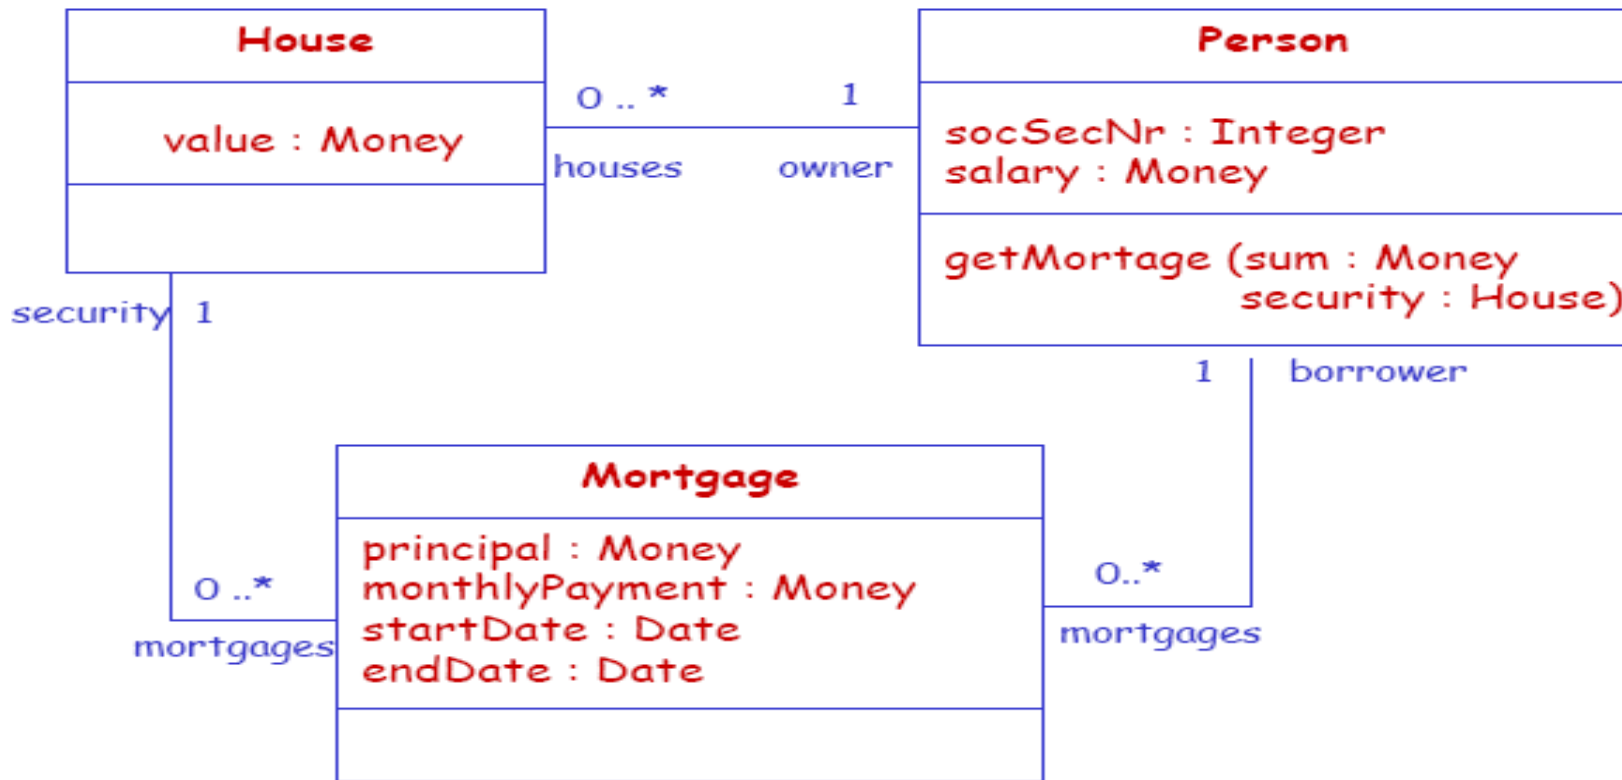 House
value : Money
0 .. *
1
houses
owner
Person
socSecNr : Integer
salary : Money
getMortage (sum : Money
security : House)
security 1
1 borrower
Mortgage
principal : Money
monthlyPayment : Money
startDate : Date
endDate : Date
0 ..*
mortgages
0..*
mortgages